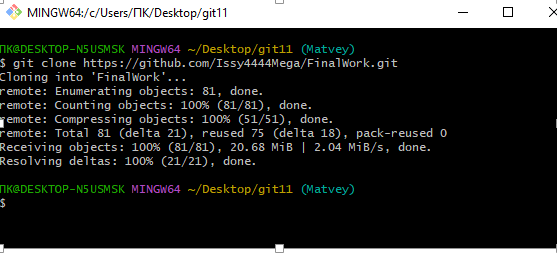 MINGW64:/c/Users/ПК/Desktop/git11
ПК@DESKTOP-N5USMSK MINGW64 ~/Desktop/git11 (Matvey)
$ git clone https://github.com/Issy4444Mega/FinalWork.git
Cloning into 'FinalWork'...
remote: Enumerating objects: 81, done.
remote: Counting objects: 100% (81/81), done.
remote: Compressing objects: 100% (51/51), done.
remote: Total 81 (delta 21), reused 75 (delta 18), pack-reused 0
Receiving objects: 100% (81/81), 20.68 MiB | 2.04 MiB/s, done.
Resolving deltas: 100% (21/21), done.
ПК@DESKTOP-N5USMSK MINGW64 ~/Desktop/git11 (Matvey)
$